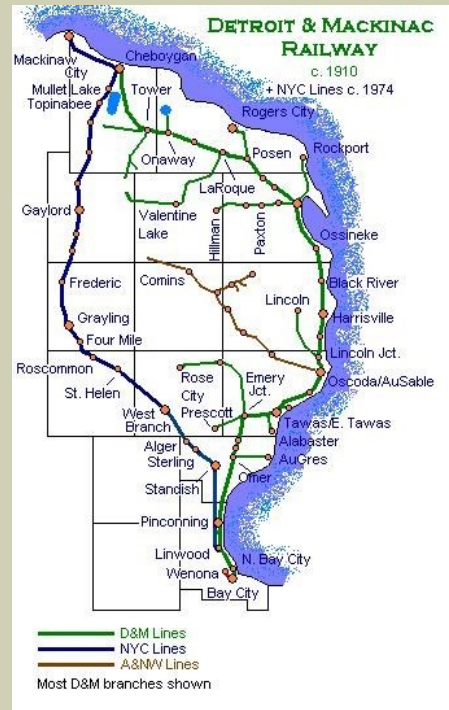 DETROIT & MACKINAC
RAILWAY
c. 1910
+ NYC Lines c. 1974
Mackinaw
City
Cheboygan
Mullet Lake
Topinabee
Tower
Rogers City
Onaway
Posen
Rockport
LaRoque
Gaylord
Valentine
Lake
Hillman
Paxton
Ossineke
Frederic
Comins
Black River
Lincoln
Harrisville
Grayling
Four Mile
Lincoln Jct.
Roscommon
Rose
City
Emery
Jct.
Oscoda/AuSable
St. Helen
Prescott
West
Branch
Tawas/E. Tawas
Alabaster
Alger
Sterling
AuGres
Omer
Standish
Pinconning
Linwood
N. Bay City
Wenona
Bay City
D&M Lines
NYC Lines
A&NW Lines
Most D&M branches shown